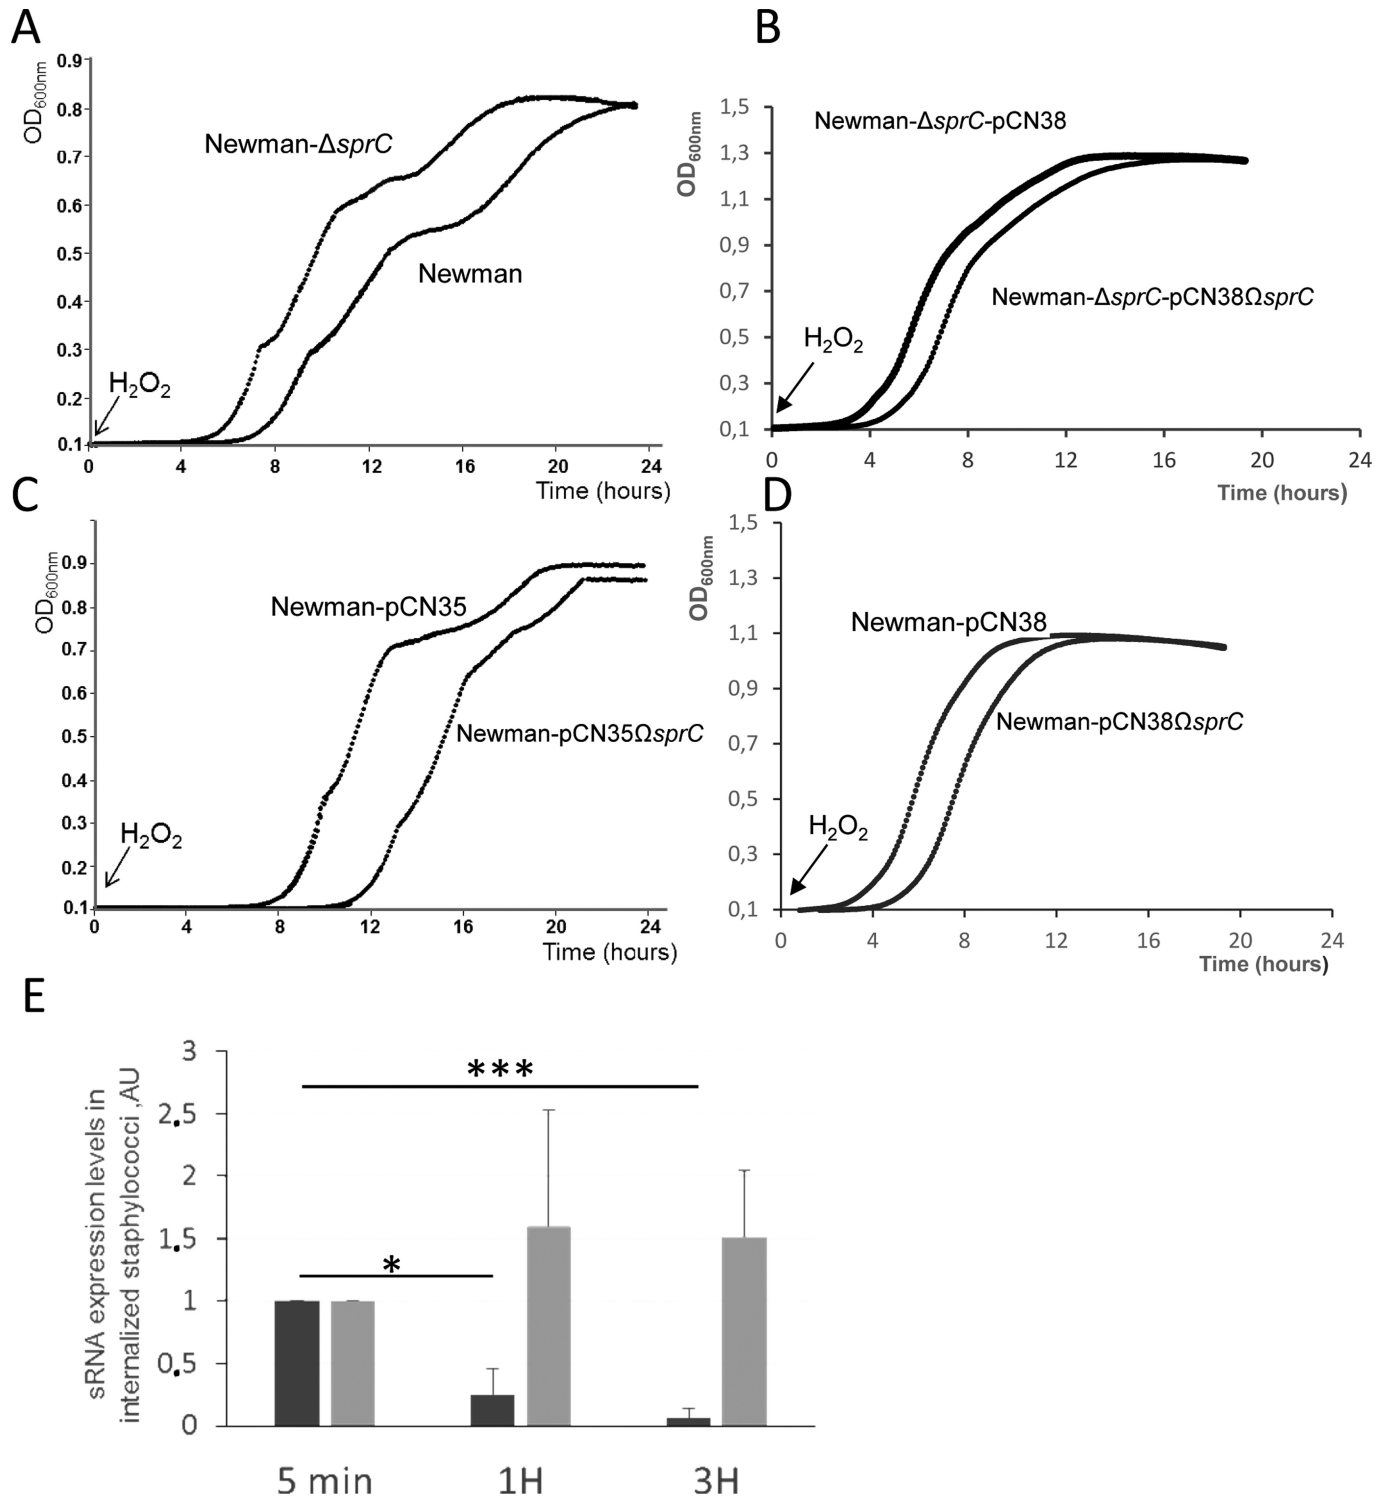 A
OD600nm
0.9
0.8
0.7
0.6
0.5
0.4
0.3
0.2
0.1
Newman-ΔsprC
Newman
H2O2
0 4 8 12 16 20 24
Time (hours)
B
OD600nm
1,5
1,3
1,1
0,9
0,7
0,5
0,3
0,1
Newman-ΔsprC-pCN38
Newman-ΔsprC-pCN38ΩsprC
H2O2
0 4 8 12 16 20 24
Time (hours)
C
OD600nm
0.9
0.8
0.7
0.6
0.5
0.4
0.3
0.2
0.1
Newman-pCN35
Newman-pCN35ΩsprC
H2O2
0 4 8 12 16 20 24
Time (hours)
D
OD600nm
1,5
1,3
1,1
0,9
0,7
0,5
0,3
0,1
Newman-pCN38
Newman-pCN38ΩsprC
H2O2
0 4 8 12 16 20 24
Time (hours)
E
sRNA expression levels in
internalized staphylococci ,AU
3
2.5
2
1.5
1
0.5
0
***
*
5 min 1H 3H